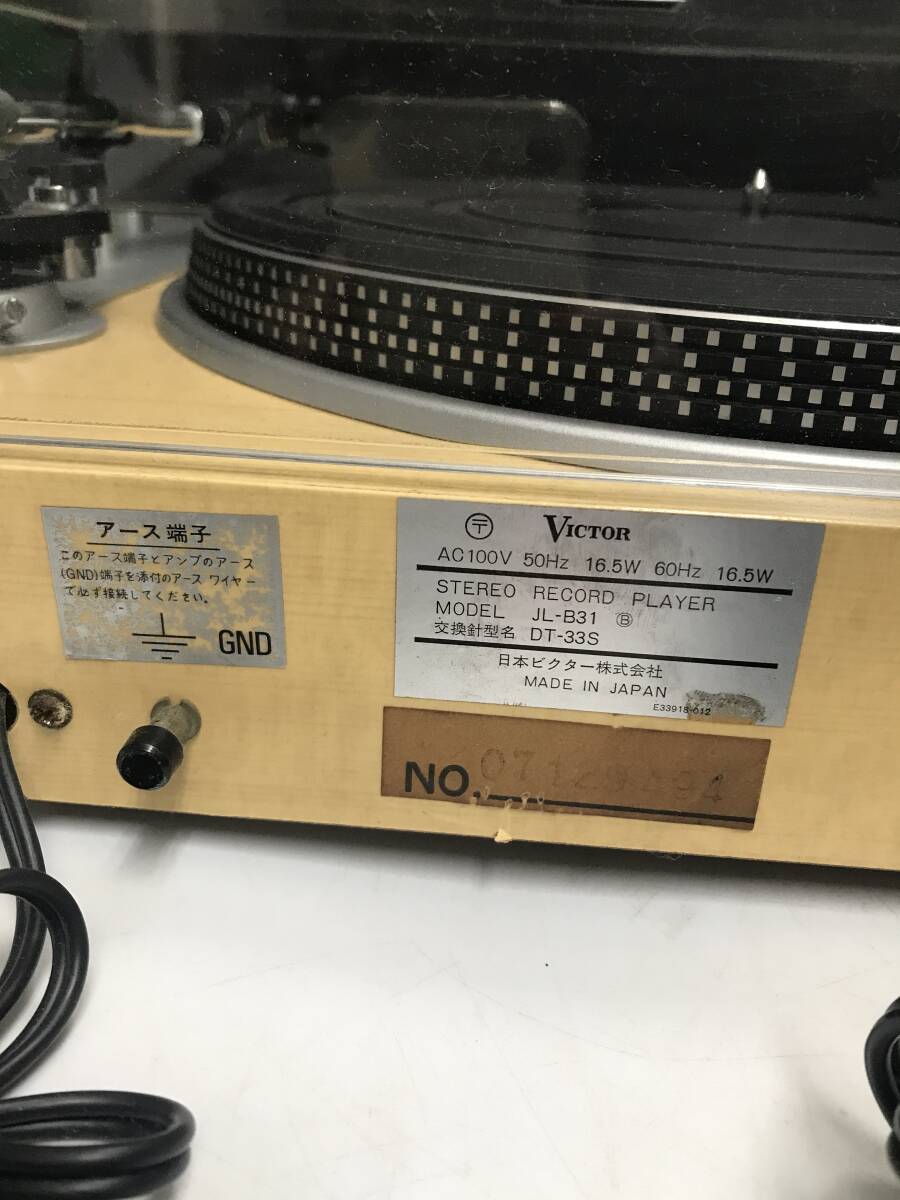 アース端子
このアース端子とアンプのアース
(GND)端子を添付のアース ワイヤー
で必ず接続してください。
GND
〒 VICTOR
AC100V 50Hz 16.5W 60Hz 16.5W
STEREO RECORD PLAYER
MODEL JL-B31 Ⓑ
交換針型名 DT-33S
日本ビクター株式会社
MADE IN JAPAN
E33918-012
NO.